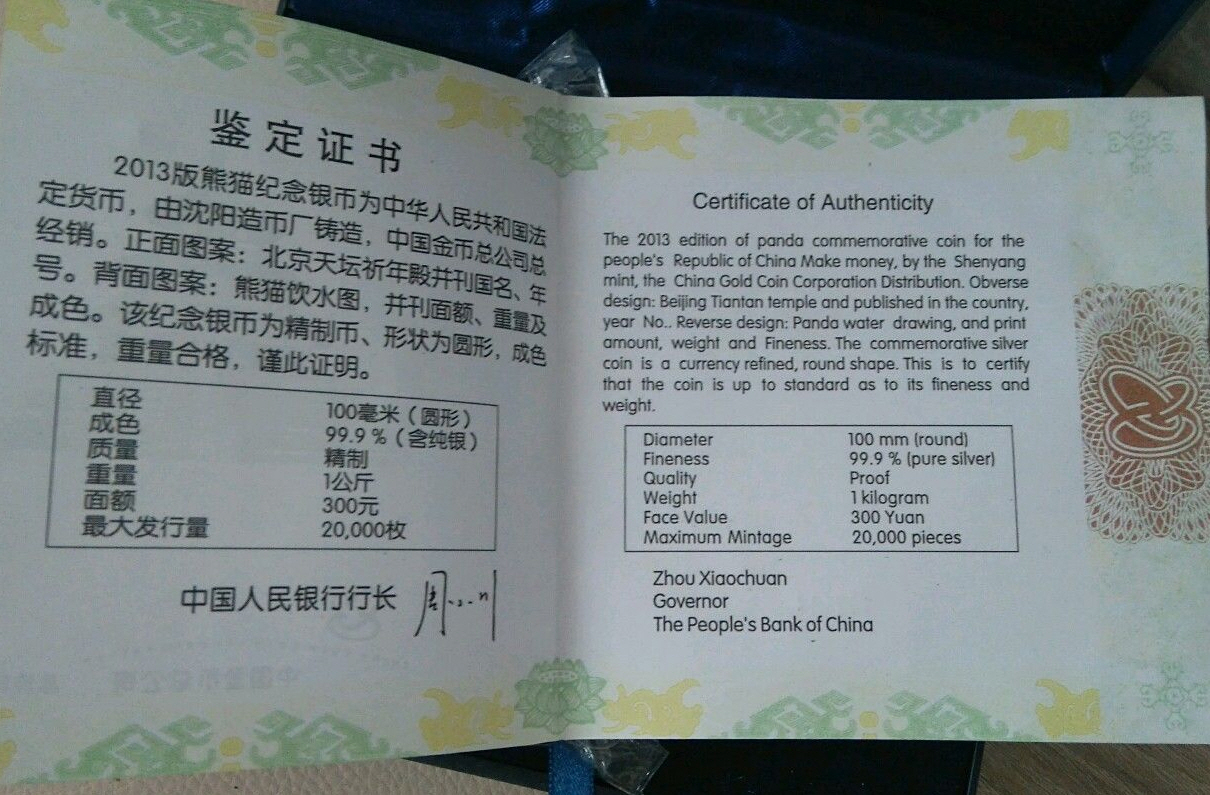 鉴定证书
2013版熊猫纪念银币为中华人民共和国法
定货币，由沈阳造币厂铸造，中国金币总公司总
经销。正面图案：北京天坛祈年殿并刊国名、年
号。背面图案：熊猫饮水图，并刊面额、重量及
成色。该纪念银币为精制币、形状为圆形，成色
标准，重量合格，谨此证明。
直径 100毫米（圆形）
成色 99.9％（含纯银）
质量 精制
重量 1公斤
面额 300元
最大发行量 20,000枚
中国人民银行行长 周小川
Certificate of Authenticity
The 2013 edition of panda commemorative coin for the
people's Republic of China Make money, by the Shenyang
mint, the China Gold Coin Corporation Distribution. Obverse
design: Beijing Tiantan temple and published in the country,
year No.. Reverse design: Panda water drawing, and print
amount, weight and Fineness. The commemorative silver
coin is a currency refined, round shape. This is to certify
that the coin is up to standard as to its fineness and
weight.
Diameter 100 mm (round)
Fineness 99.9 % (pure silver)
Quality Proof
Weight 1 kilogram
Face Value 300 Yuan
Maximum Mintage 20,000 pieces
Zhou Xiaochuan
Governor
The People's Bank of China